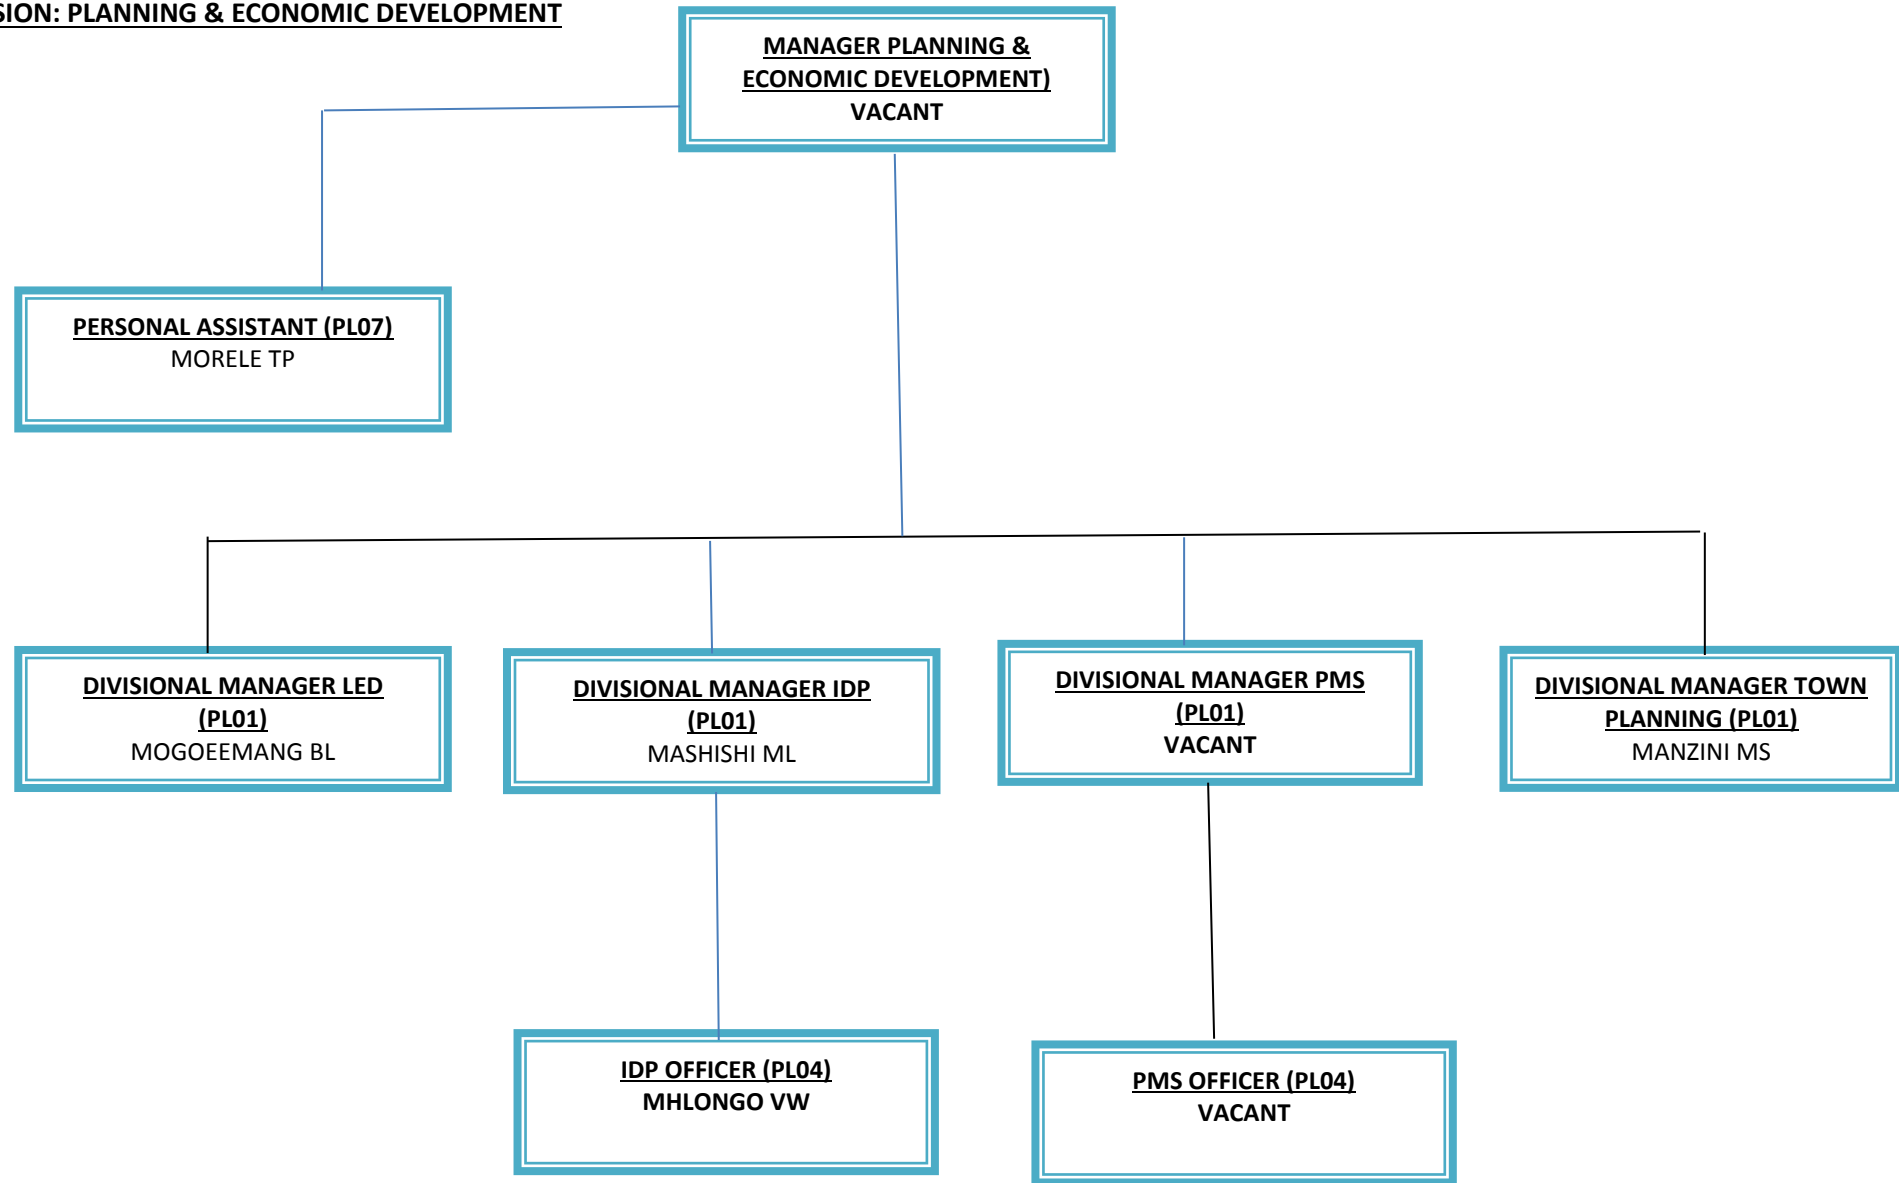 SION: PLANNING & ECONOMIC DEVELOPMENT
MANAGER PLANNING &
ECONOMIC DEVELOPMENT)
VACANT
PERSONAL ASSISTANT (PL07)
MORELE TP
DIVISIONAL MANAGER LED
(PL01)
MOGOEEMANG BL
DIVISIONAL MANAGER IDP
(PL01)
MASHISHI ML
DIVISIONAL MANAGER PMS
(PL01)
VACANT
DIVISIONAL MANAGER TOWN
PLANNING (PL01)
MANZINI MS
IDP OFFICER (PL04)
MHLONGO VW
PMS OFFICER (PL04)
VACANT